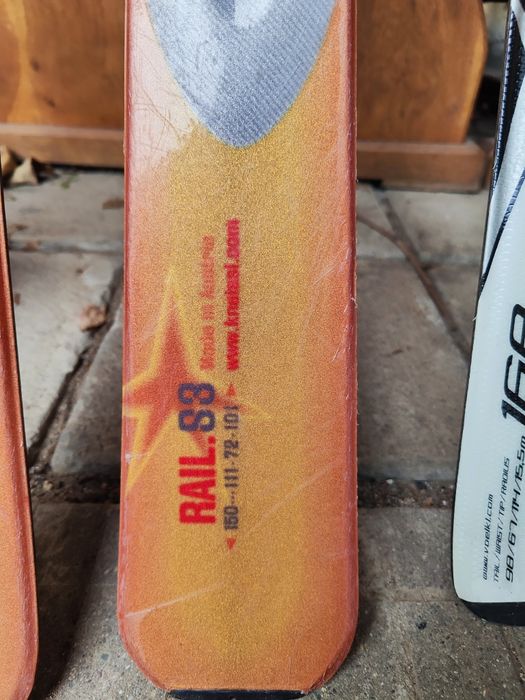 RAIL.88
Made in Austria
◄ 150---111-72-101 ►
www.kneissl.com
168
www.voelkl.com
TAIL/WAIST/TIP/RADIUS
98/67/114/15.5m